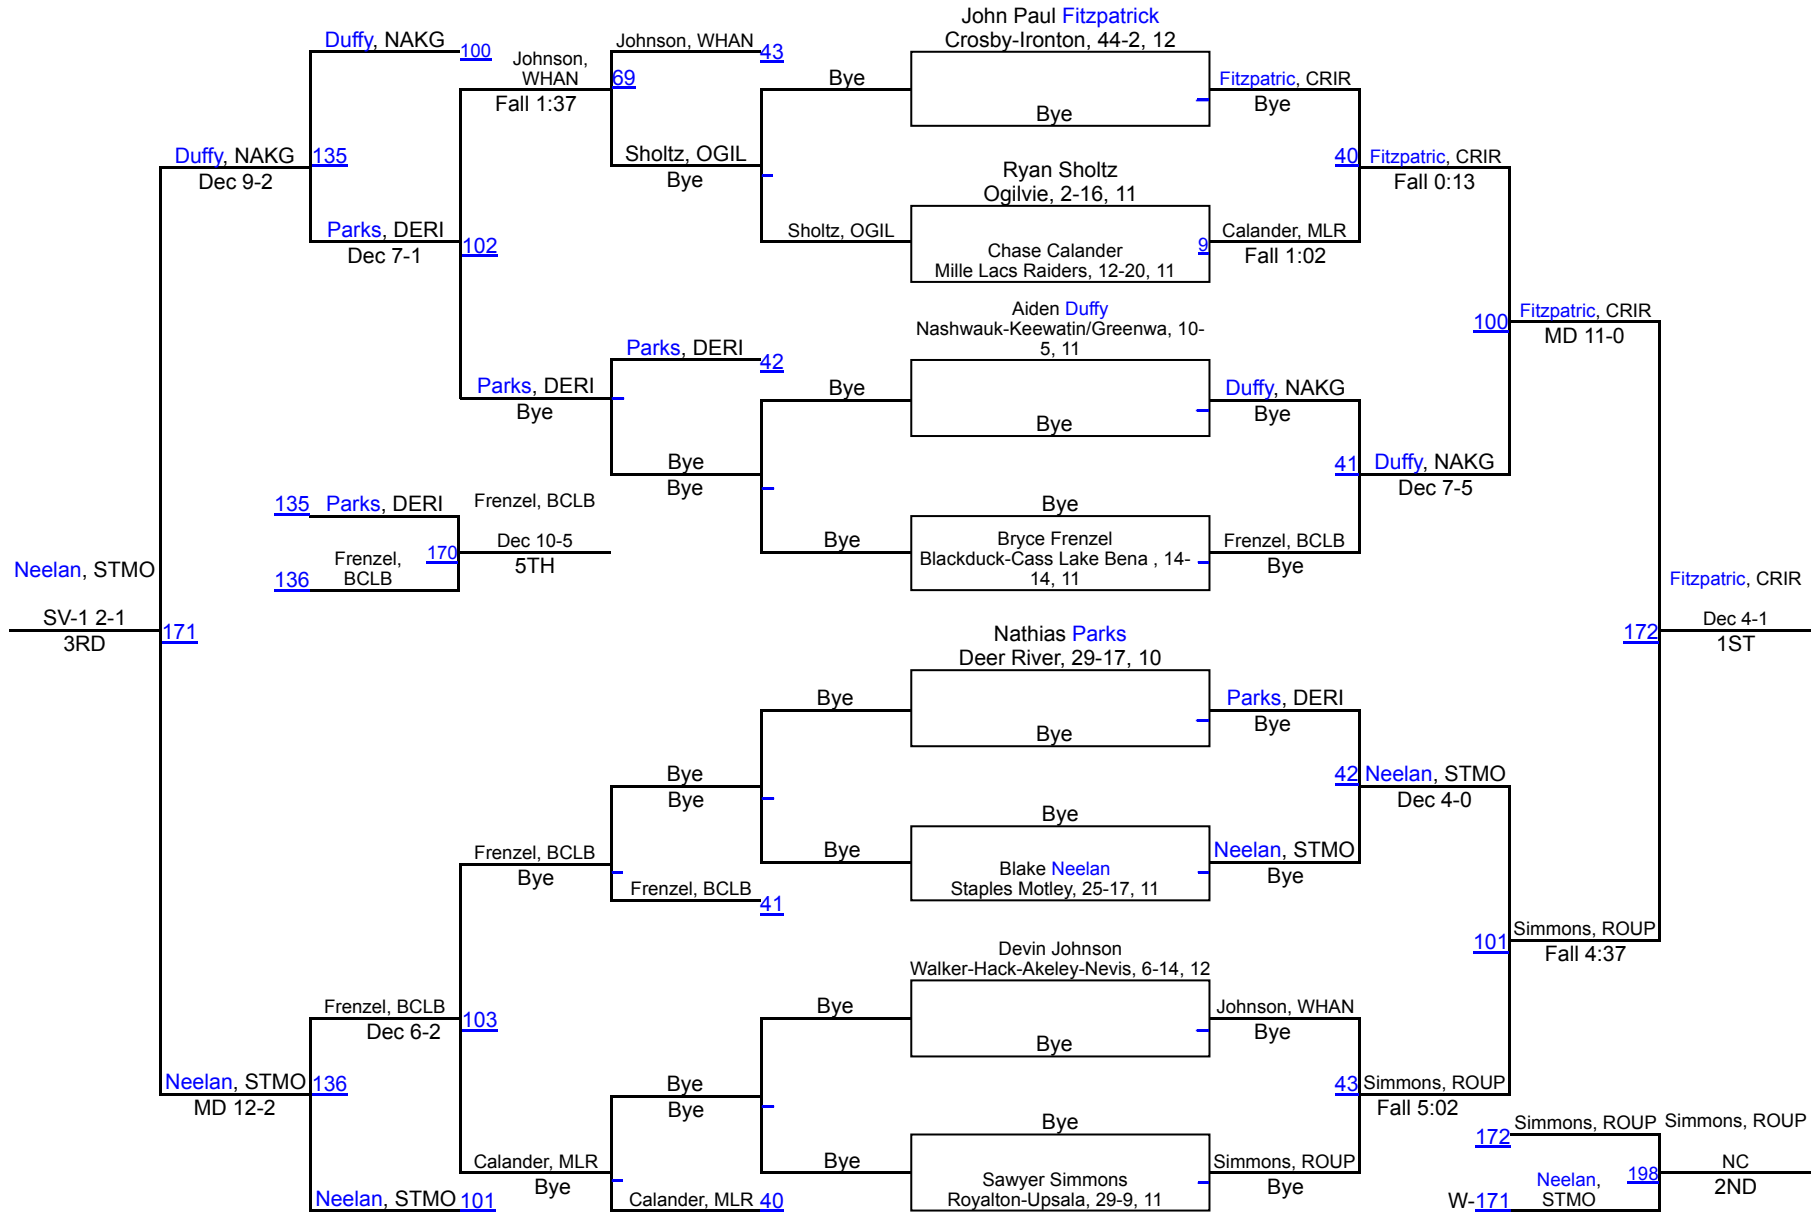 John Paul Fitzpatrick
Crosby-Ironton, 44-2, 12
Duffy, NAKG
100
Johnson,
WHAN
Fall 1:37
Johnson, WHAN
43
69
Bye
Bye
Fitzpatric, CRIR
Bye
Duffy, NAKG
135
Dec 9-2
Sholtz, OGIL
Bye
Ryan Sholtz
Ogilvie, 2-16, 11
40
Fitzpatric, CRIR
Fall 0:13
Parks, DERI
Dec 7-1
102
Sholtz, OGIL
Chase Calander
Mille Lacs Raiders, 12-20, 11
9
Calander, MLR
Fall 1:02
Aiden Duffy
Nashwauk-Keewatin/Greenwa, 10-
5, 11
100
Fitzpatric, CRIR
MD 11-0
Parks, DERI
42
Parks, DERI
Bye
Bye
Bye
Duffy, NAKG
Bye
Bye
Bye
41
Duffy, NAKG
Dec 7-5
135
Parks, DERI
Frenzel, BCLB
Bye
Frenzel,
BCLB
136
170
Dec 10-5
5TH
Bye
Bryce Frenzel
Blackduck-Cass Lake Bena , 14-
14, 11
Frenzel, BCLB
Bye
Neelan, STMO
SV-1 2-1
3RD
171
Fitzpatric, CRIR
172
Dec 4-1
1ST
Nathias Parks
Deer River, 29-17, 10
Bye
Bye
Parks, DERI
Bye
Bye
Bye
42
Neelan, STMO
Dec 4-0
Bye
Bye
Blake Neelan
Staples Motley, 25-17, 11
Neelan, STMO
Bye
Frenzel, BCLB
Bye
Frenzel, BCLB
41
Devin Johnson
Walker-Hack-Akeley-Nevis, 6-14, 12
101
Simmons, ROUP
Fall 4:37
Frenzel, BCLB
Dec 6-2
103
Bye
Bye
Johnson, WHAN
Bye
Neelan, STMO
136
MD 12-2
Bye
Bye
43
Simmons, ROUP
Fall 5:02
Bye
Bye
Sawyer Simmons
Royalton-Upsala, 29-9, 11
Simmons, ROUP
Bye
Calander, MLR
Bye
Calander, MLR
40
Neelan, STMO
101
172
Simmons, ROUP
Simmons, ROUP
W-171
Neelan,
STMO
198
NC
2ND